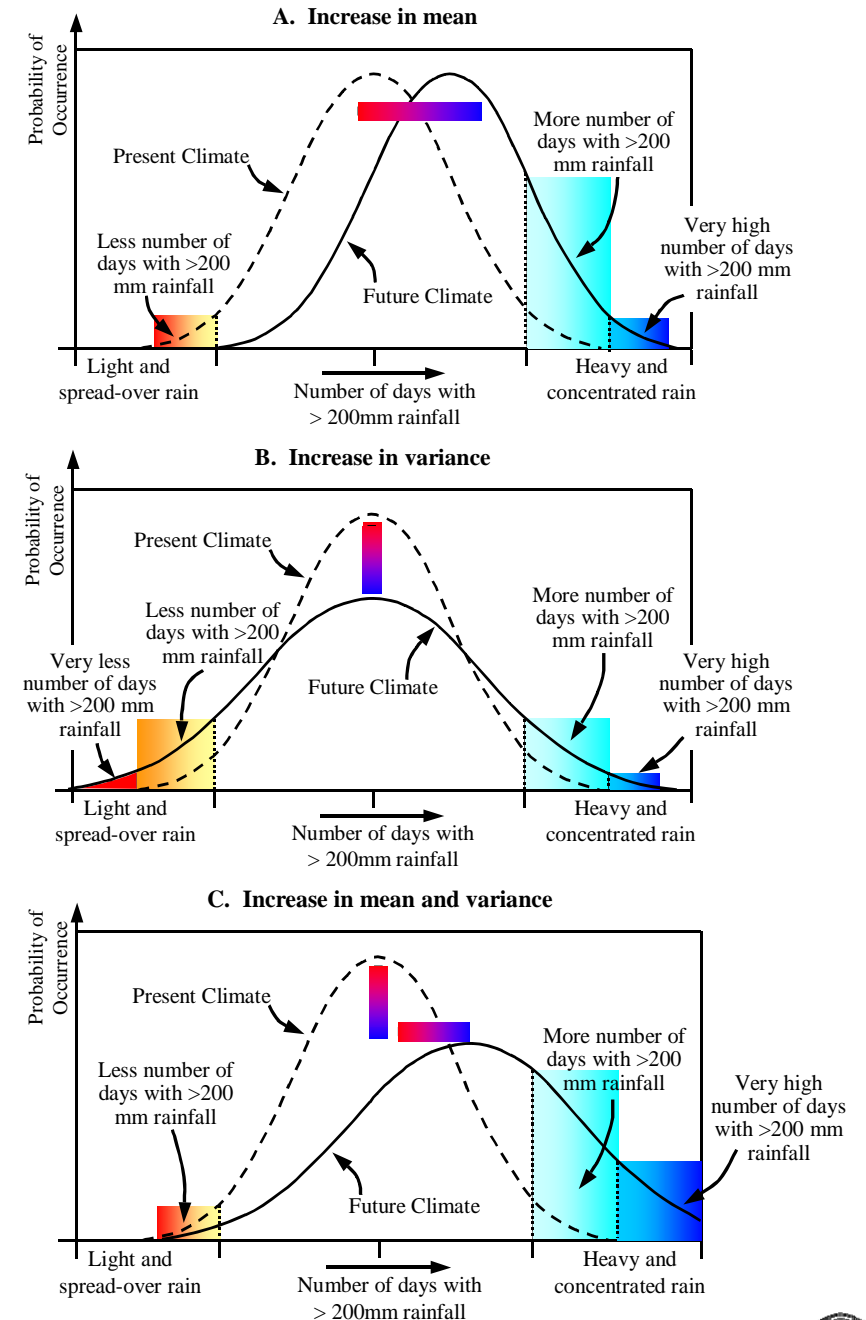 A. Increase in mean
Probability of
Occurrence
Present Climate
More number of
days with >200
mm rainfall
Less number of
days with >200
mm rainfall
Very high
number of days
with >200 mm
rainfall
Future Climate
Light and
spread-over rain
Number of days with
> 200mm rainfall
Heavy and
concentrated rain
B. Increase in variance
Probability of
Occurrence
Present Climate
Less number of
days with >200
mm rainfall
More number of
days with >200
mm rainfall
Very less
number of days
with >200 mm
rainfall
Future Climate
Very high
number of days
with >200 mm
rainfall
Light and
spread-over rain
Number of days with
> 200mm rainfall
Heavy and
concentrated rain
C. Increase in mean and variance
Probability of
Occurrence
Present Climate
Less number of
days with >200
mm rainfall
More number of
days with >200
mm rainfall
Very high
number of days
with >200 mm
rainfall
Future Climate
Light and
spread-over rain
Number of days with
> 200mm rainfall
Heavy and
concentrated rain